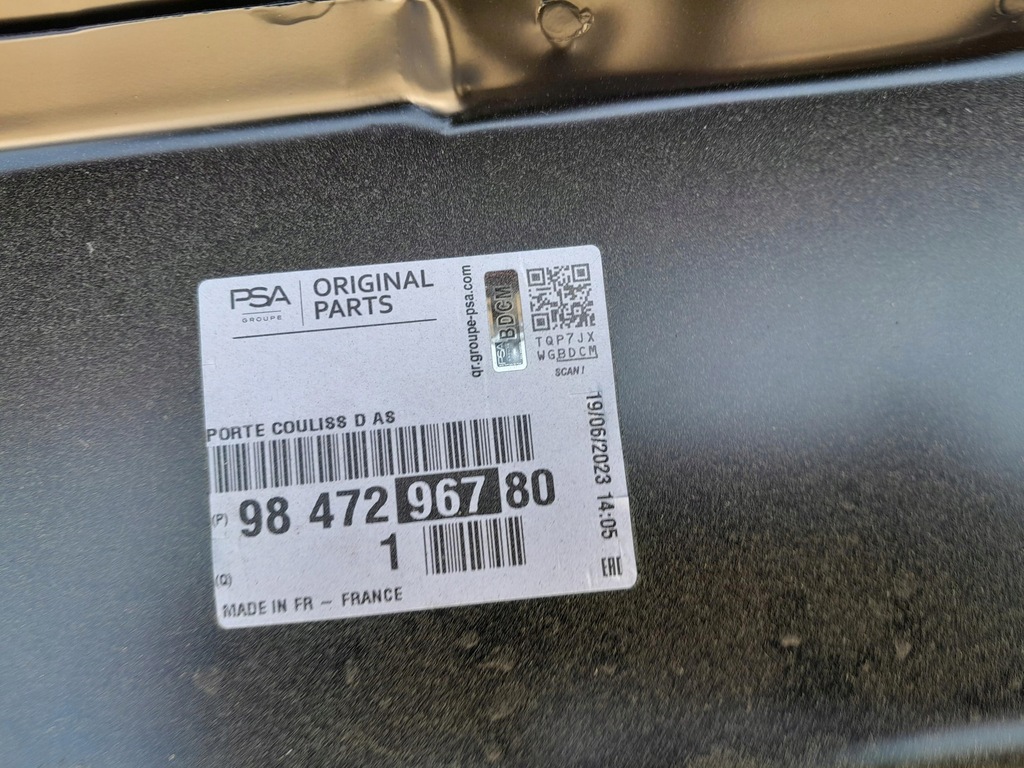 PSA
GROUPE
ORIGINAL
PARTS
qr.groupe-psa.com
PSA
BDCM
TQP7JX
WGBDCM
SCAN!
PORTE COULISS D AS
(P) 98 472 967 80
1
(Q)
MADE IN FR - FRANCE
19/06/2023 14:05
EAC